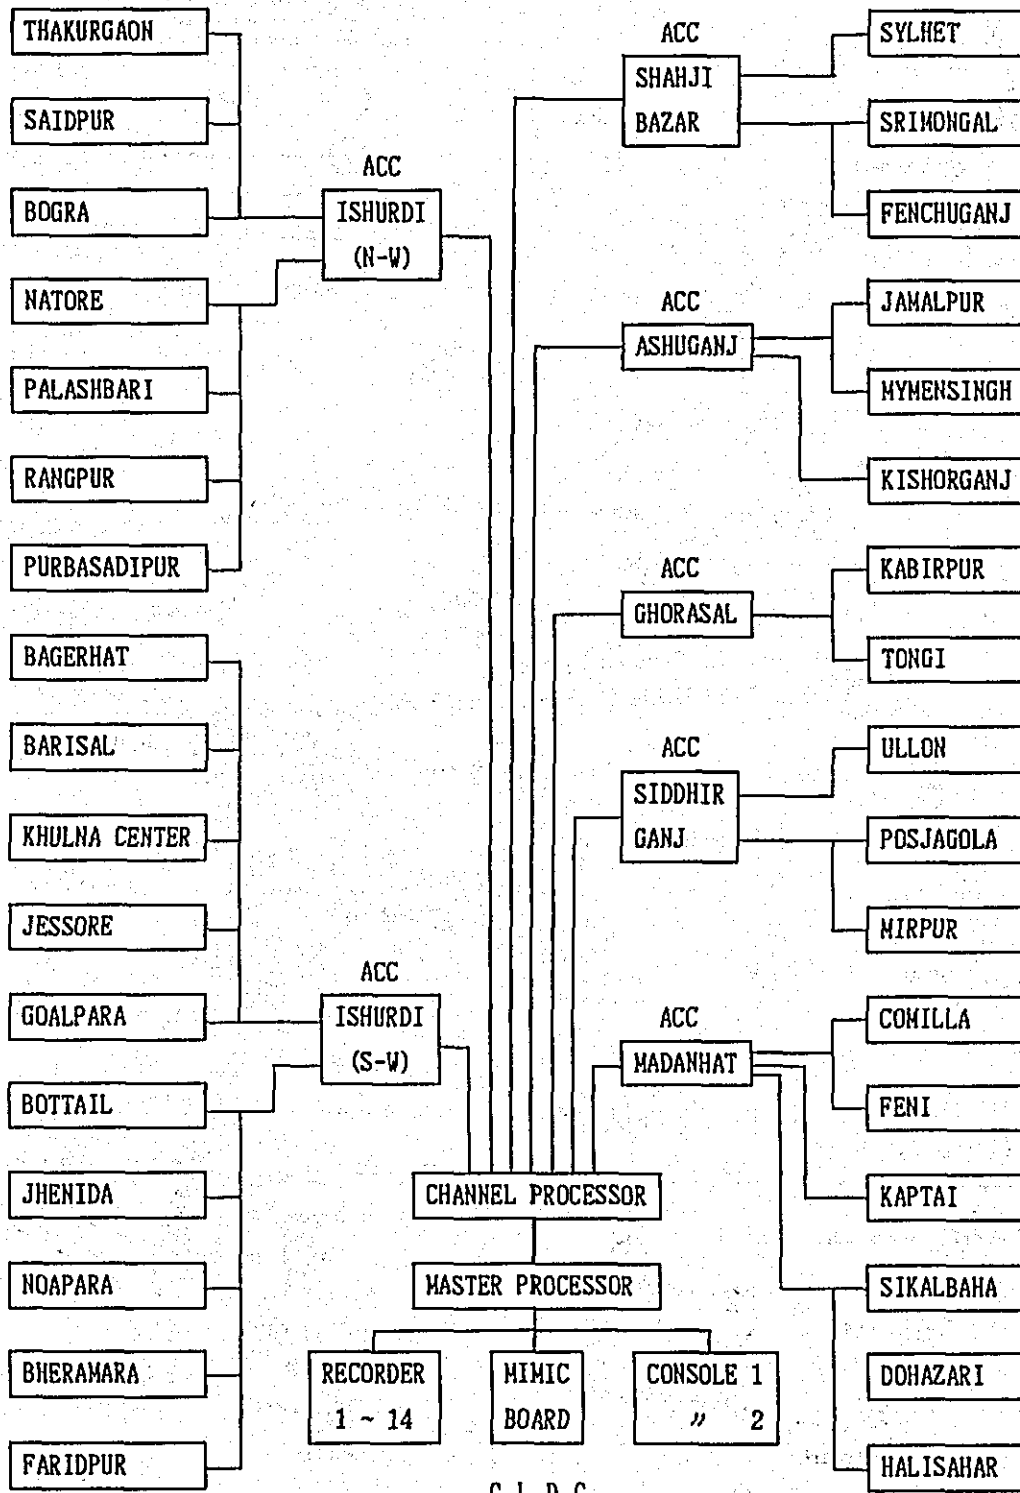 THAKURGAON
SAIDPUR
BOGRA
NATORE
PALASHBARI
RANGPUR
PURBASADIPUR
BAGERHAT
BARISAL
KHULNA CENTER
JESSORE
GOALPARA
BOTTAIL
JHENIDA
NOAPARA
BHERAMARA
FARIDPUR
ACC
ISHURDI
(N-W)
ACC
ISHURDI
(S-W)
ACC
SHAHJI
BAZAR
ACC
ASHUGANJ
ACC
GHORASAL
ACC
SIDDHIR
GANJ
ACC
MADANHAT
SYLHET
SRIMONGAL
FENCHUGANJ
JAMALPUR
MYMENSINGH
KISHORGANJ
KABIRPUR
TONGI
ULLON
POSJAGOLA
MIRPUR
COMILLA
FENI
KAPTAI
SIKALBAHA
DOHAZARI
HALISAHAR
CHANNEL PROCESSOR
MASTER PROCESSOR
RECORDER
1 ~ 14
MIMIC
BOARD
CONSOLE 1
〃 2